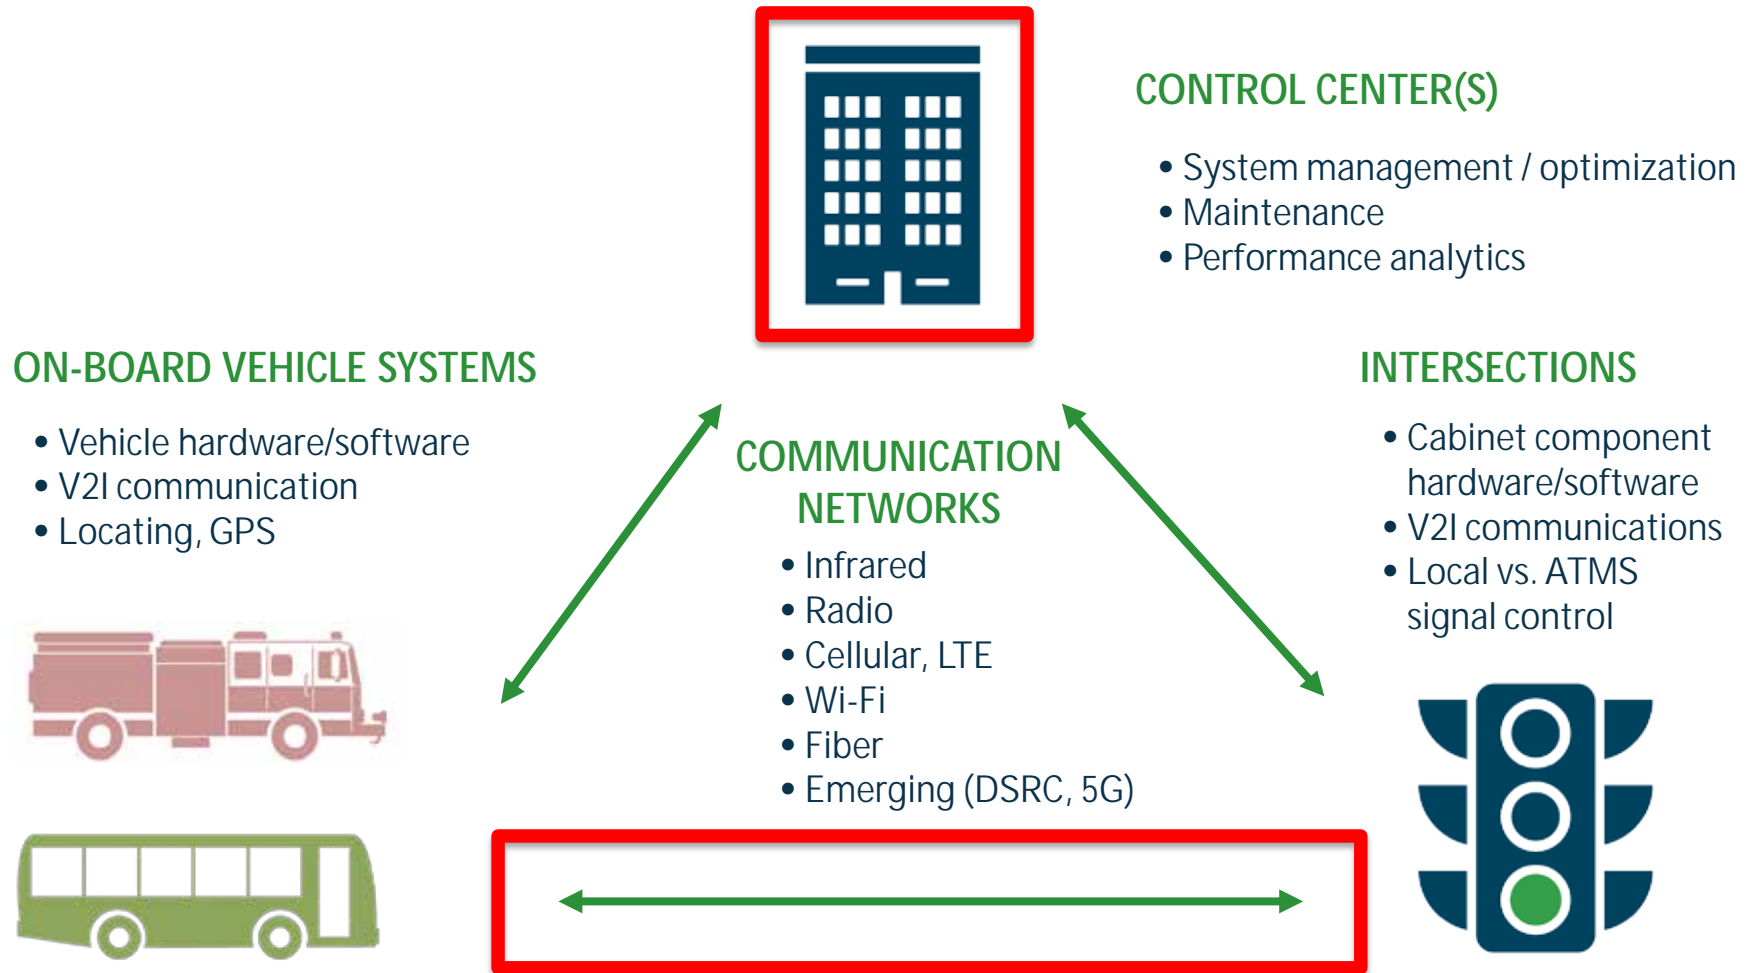 CONTROL CENTER(S)
• System management / optimization
• Maintenance
• Performance analytics
ON-BOARD VEHICLE SYSTEMS
• Vehicle hardware/software
• V2I communication
• Locating, GPS
COMMUNICATION
NETWORKS
• Infrared
• Radio
• Cellular, LTE
• Wi-Fi
• Fiber
• Emerging (DSRC, 5G)
INTERSECTIONS
• Cabinet component
hardware/software
• V2I communications
• Local vs. ATMS
signal control